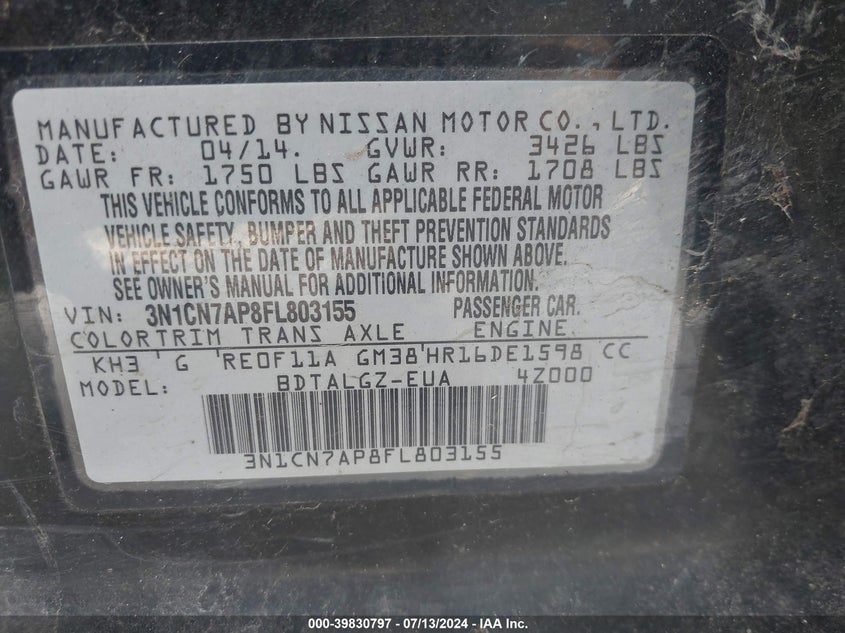 MANUFACTURED BY NISSAN MOTOR CO., LTD.
DATE: 04/14. GVWR: 3426 LBS
GAWR FR: 1750 LBS GAWR RR: 1708 LBS
THIS VEHICLE CONFORMS TO ALL APPLICABLE FEDERAL MOTOR
VEHICLE SAFETY, BUMPER AND THEFT PREVENTION STANDARDS
IN EFFECT ON THE DATE OF MANUFACTURE SHOWN ABOVE.
SEE OWNER'S MANUAL FOR ADDITIONAL INFORMATION.
VIN: 3N1CN7AP8FL803155 PASSENGER CAR.
COLORTRIM TRANS AXLE ENGINE
KH3 ' G 'RE0F11A GM38'HR16DE1598 CC
MODEL: BDTALGZ-EUA 4Z000
3N1CN7AP8FL803155
000-39830797 - 07/13/2024 - IAA Inc.